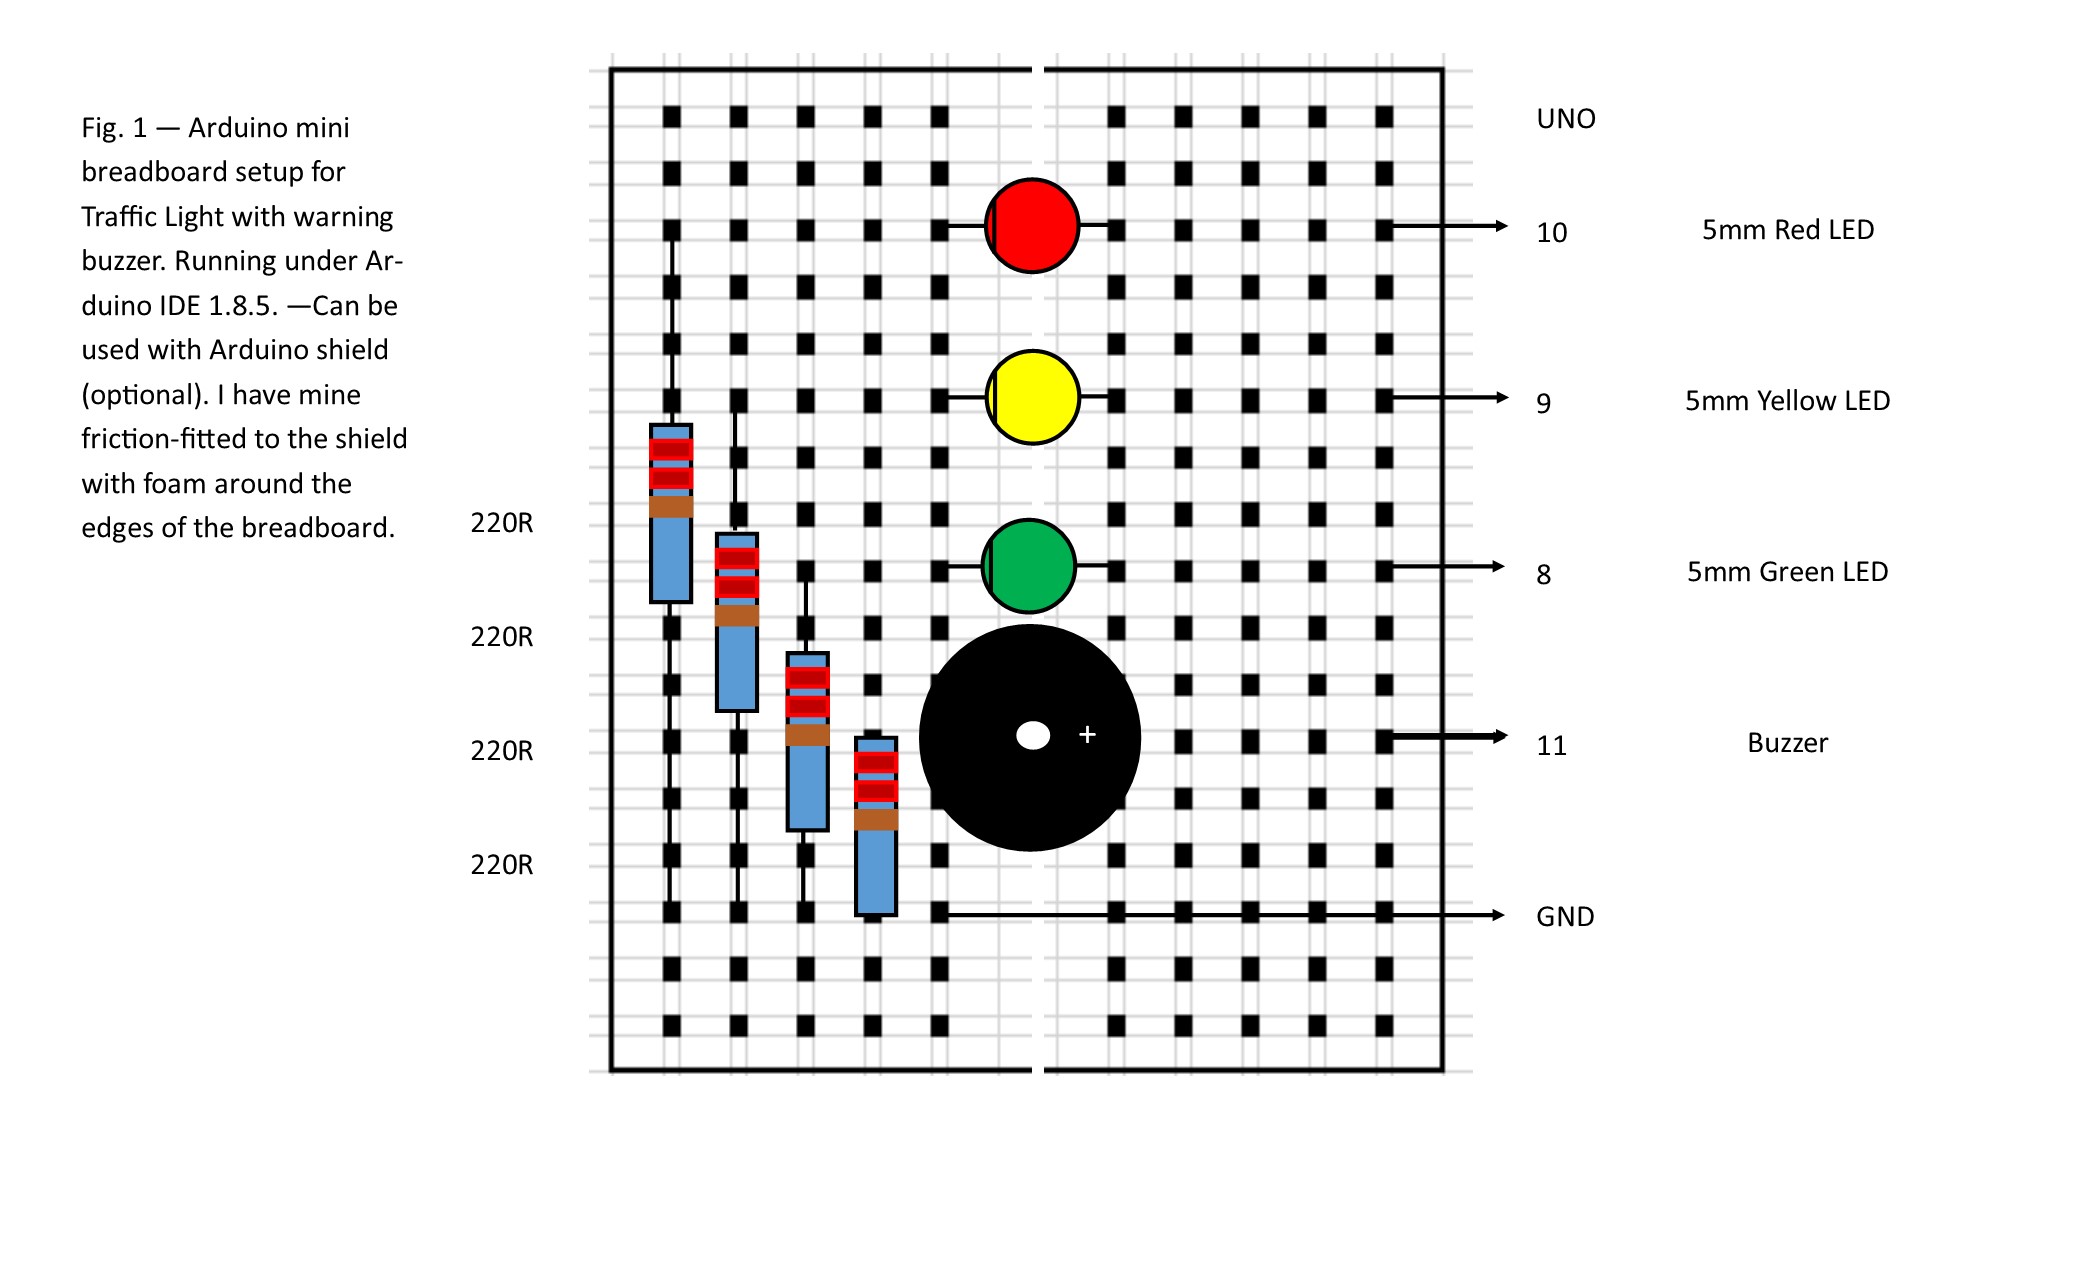 Fig. 1 — Arduino mini
breadboard setup for
Traffic Light with warning
buzzer. Running under Ar-
duino IDE 1.8.5. —Can be
used with Arduino shield
(optional). I have mine
friction-fitted to the shield
with foam around the
edges of the breadboard.
220R
220R
220R
220R
+
UNO
10 5mm Red LED
9 5mm Yellow LED
8 5mm Green LED
11 Buzzer
GND